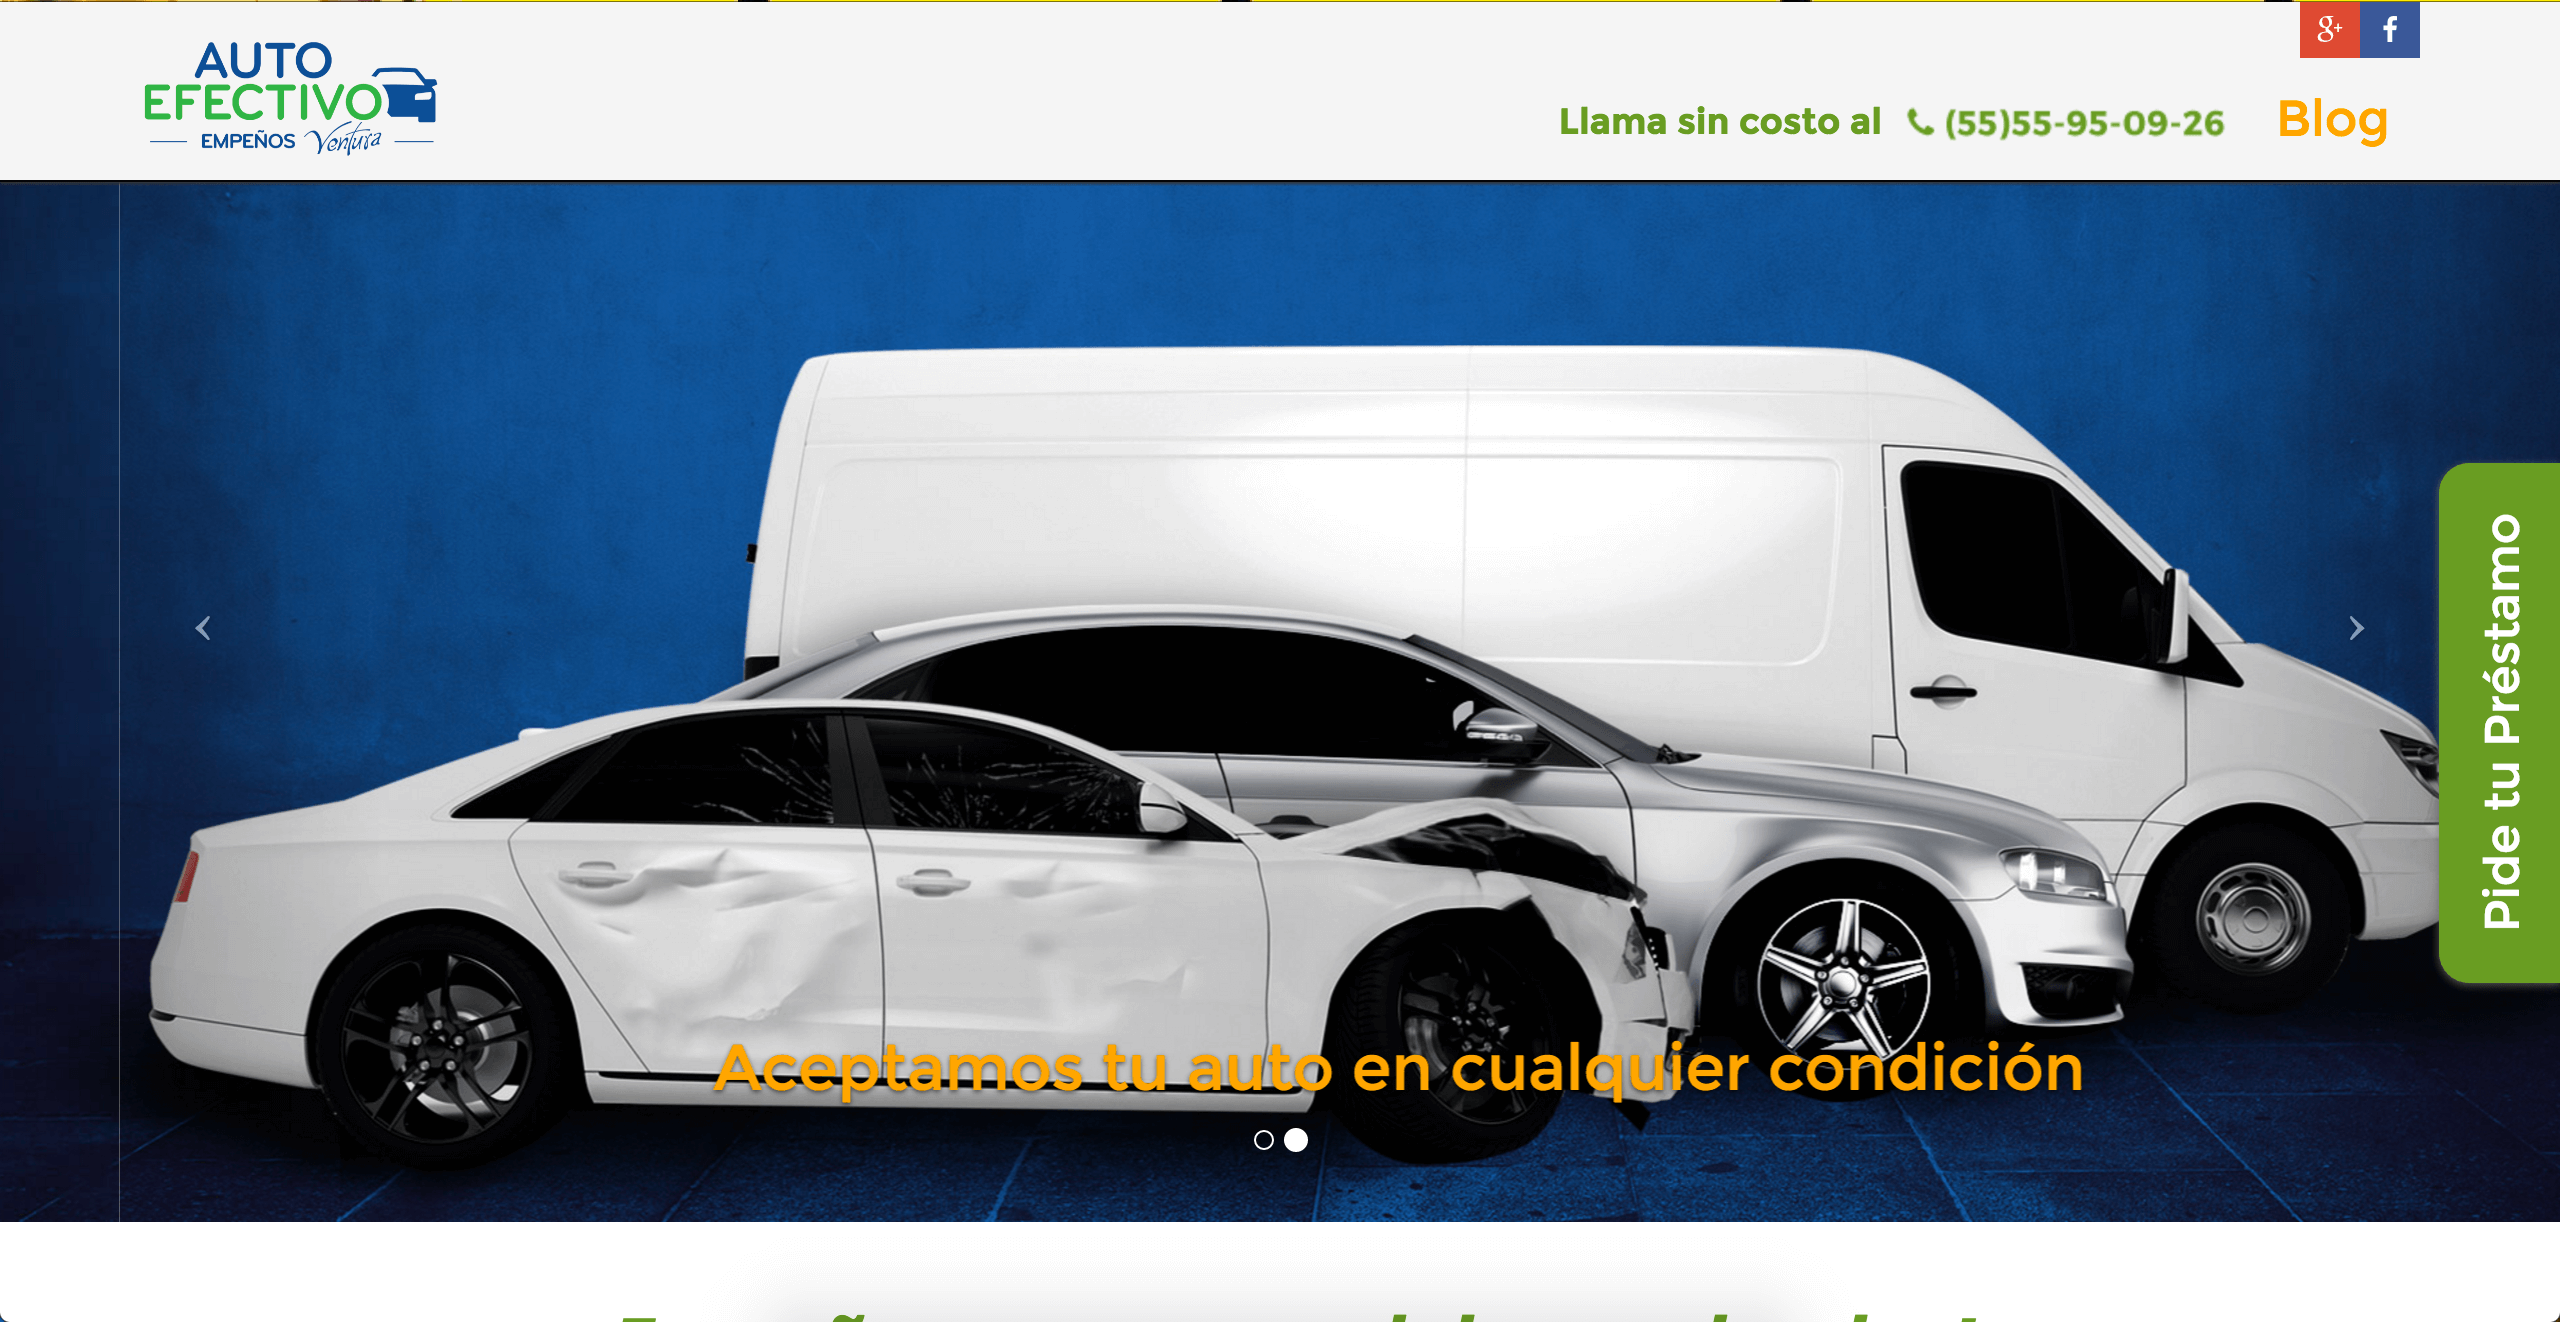 AUTO
EFECTIVO
EMPEÑOS Ventura
g+ f
Llama sin costo al (55)55-95-09-26 Blog
Pide tu Préstamo
Aceptamos tu auto en cualquier condición